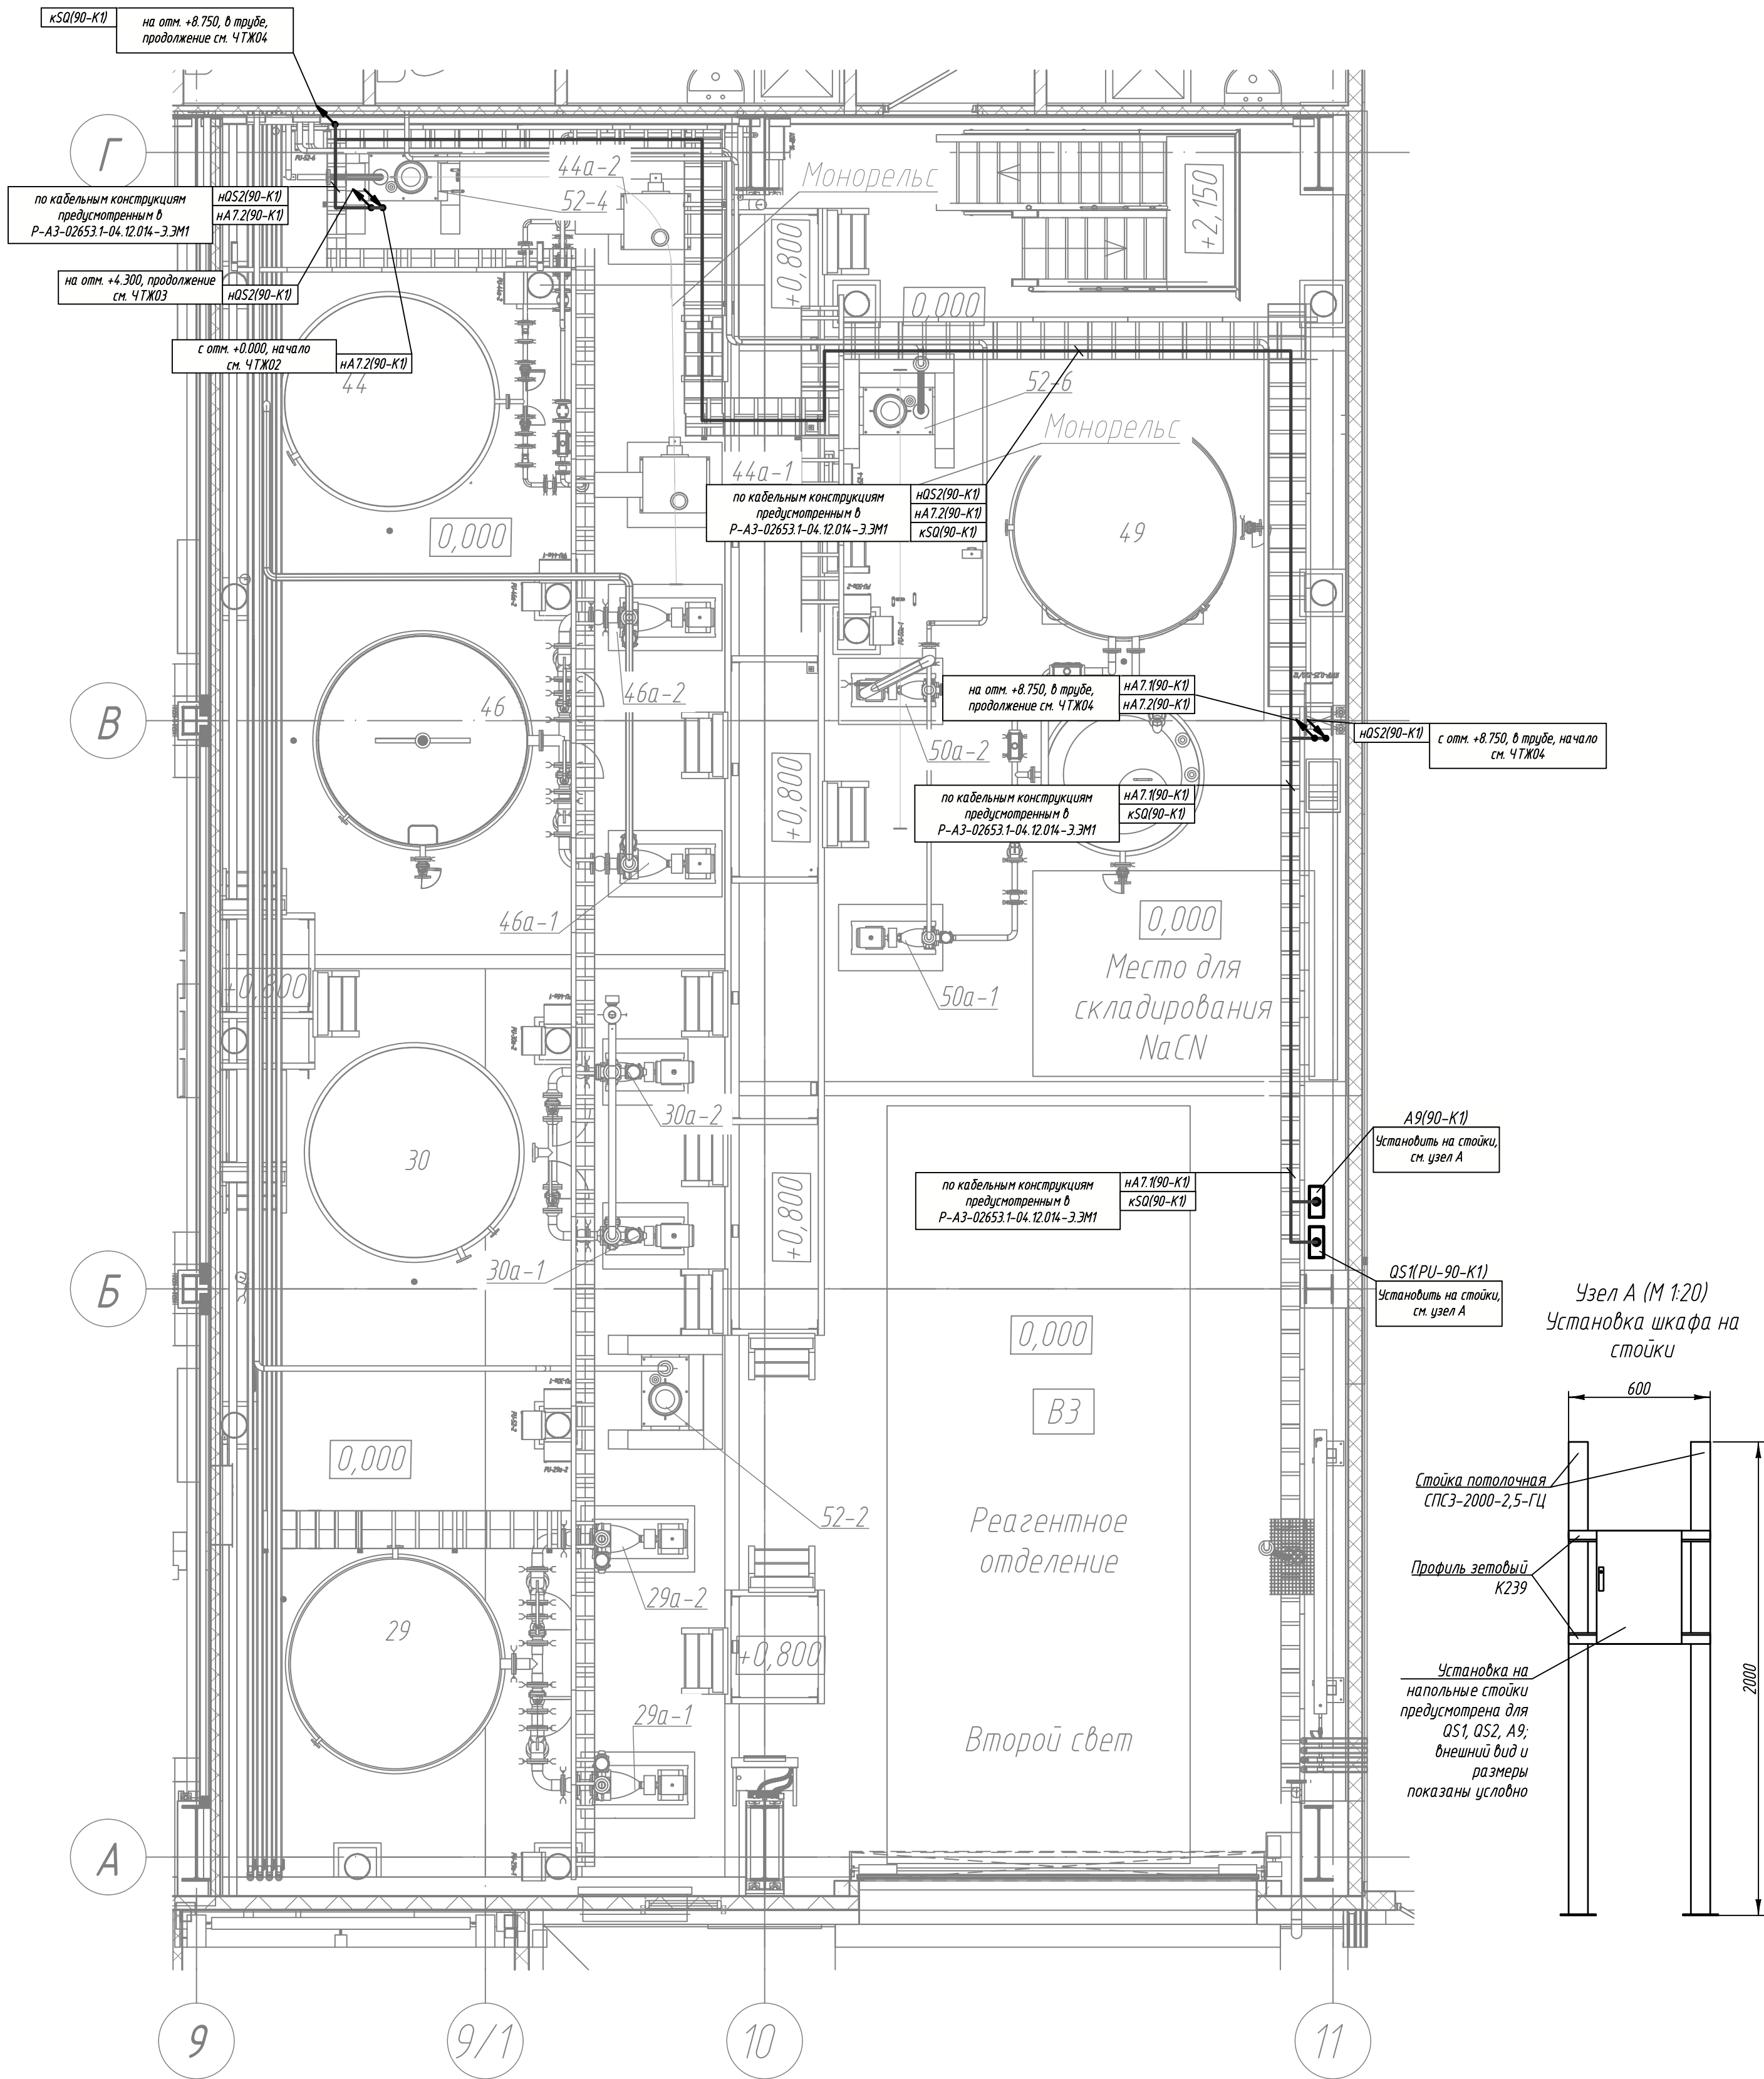 кSQ(90-К1)
на отм. +8.750, в трубе,
продолжение см. ЧТЖ04
Г
по кабельным конструкциям
предусмотренным в
Р-АЗ-02653.1-04.12.014-Э.ЭМ1
нQS2(90-К1)
нА7.2(90-К1)
на отм. +4.300, продолжение
см. ЧТЖ03
нQS2(90-К1)
с отм. +0.000, начало
см. ЧТЖ02
нА7.2(90-К1)
PU-52-6
44а-2
52-4
Монорельс
+2,150
+0,800
0,000
44
52-6
Монорельс
44а-1
0,000
по кабельным конструкциям
предусмотренным в
Р-АЗ-02653.1-04.12.014-Э.ЭМ1
нQS2(90-К1)
нА7.2(90-К1)
кSQ(90-К1)
49
46
46а-2
В
на отм. +8.750, в трубе,
продолжение см. ЧТЖ04
нА7.1(90-К1)
нА7.2(90-К1)
нQS2(90-К1)
с отм. +8.750, в трубе, начало
см. ЧТЖ04
50а-2
+0,800
по кабельным конструкциям
предусмотренным в
Р-АЗ-02653.1-04.12.014-Э.ЭМ1
нА7.1(90-К1)
кSQ(90-К1)
46а-1
0,000
Место для
складирования
NaCN
+0,800
50а-1
30а-2
30
А9(90-К1)
Установить на стойки,
см. узел А
по кабельным конструкциям
предусмотренным в
Р-АЗ-02653.1-04.12.014-Э.ЭМ1
нА7.1(90-К1)
кSQ(90-К1)
+0,800
30а-1
Б
QS1(PU-90-К1)
Установить на стойки,
см. узел А
0,000
В3
Узел А (М 1:20)
Установка шкафа на
стойки
600
0,000
PU-29а-2
52-2
Реагентное
отделение
Стойка потолочная
СПСЗ-2000-2,5-ГЦ
Профиль зетовый
К239
29а-2
29
+0,800
2000
Установка на
напольные стойки
предусмотрена для
QS1, QS2, А9;
внешний вид и
размеры
показаны условно
29а-1
Второй свет
А
9
9/1
10
11